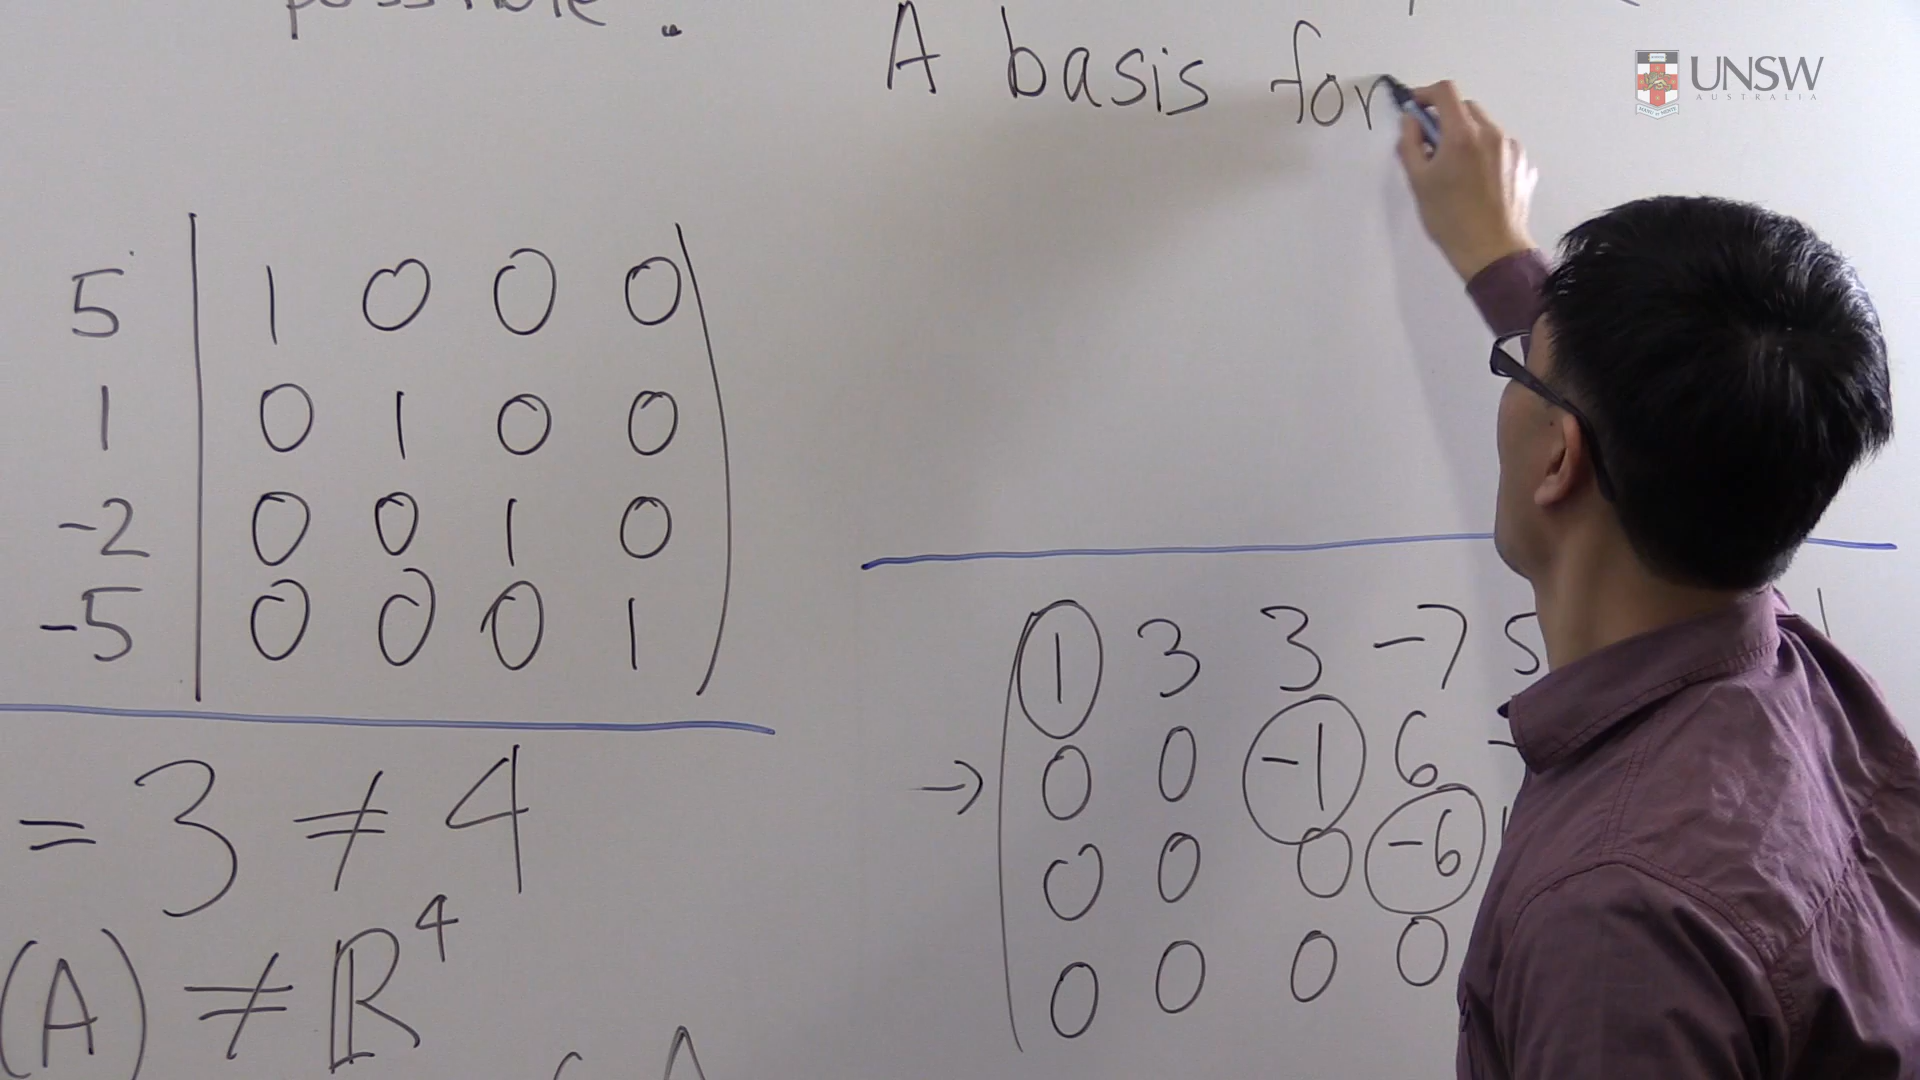 possible.
A basis for
UNSW
AUSTRALIA
5 | 1 0 0 0 )
1 | 0 1 0 0
-2 | 0 0 1 0
-5 | 0 0 0 1
= 3 ≠ 4
(A) ≠ ℝ⁴
1 3 3 -7 5
→ 0 0 -1 6 -
0 0 0 -6
0 0 0 0